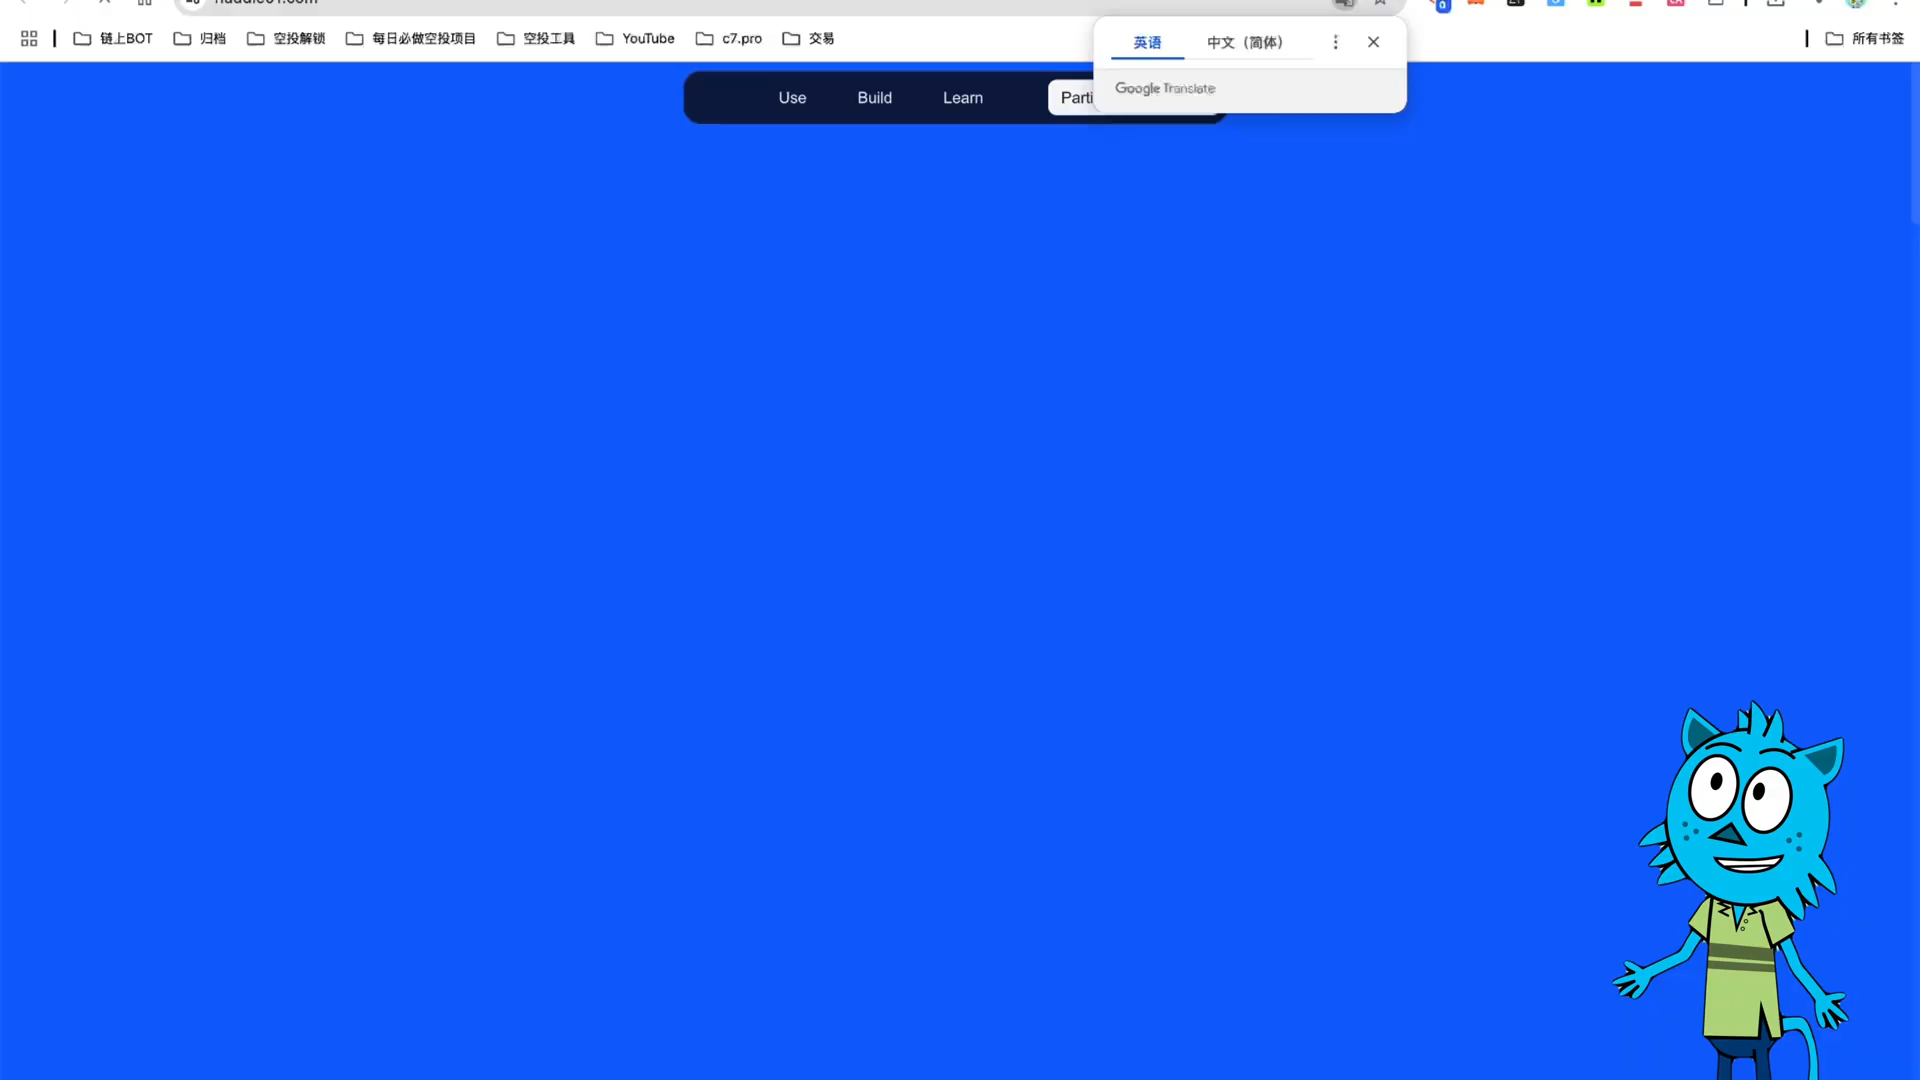 链上BOT
归档
空投解锁
每日必做空投项目
空投工具
YouTube
c7.pro
交易
所有书签
英语
中文（简体）
Google Translate
Use
Build
Learn
Parti